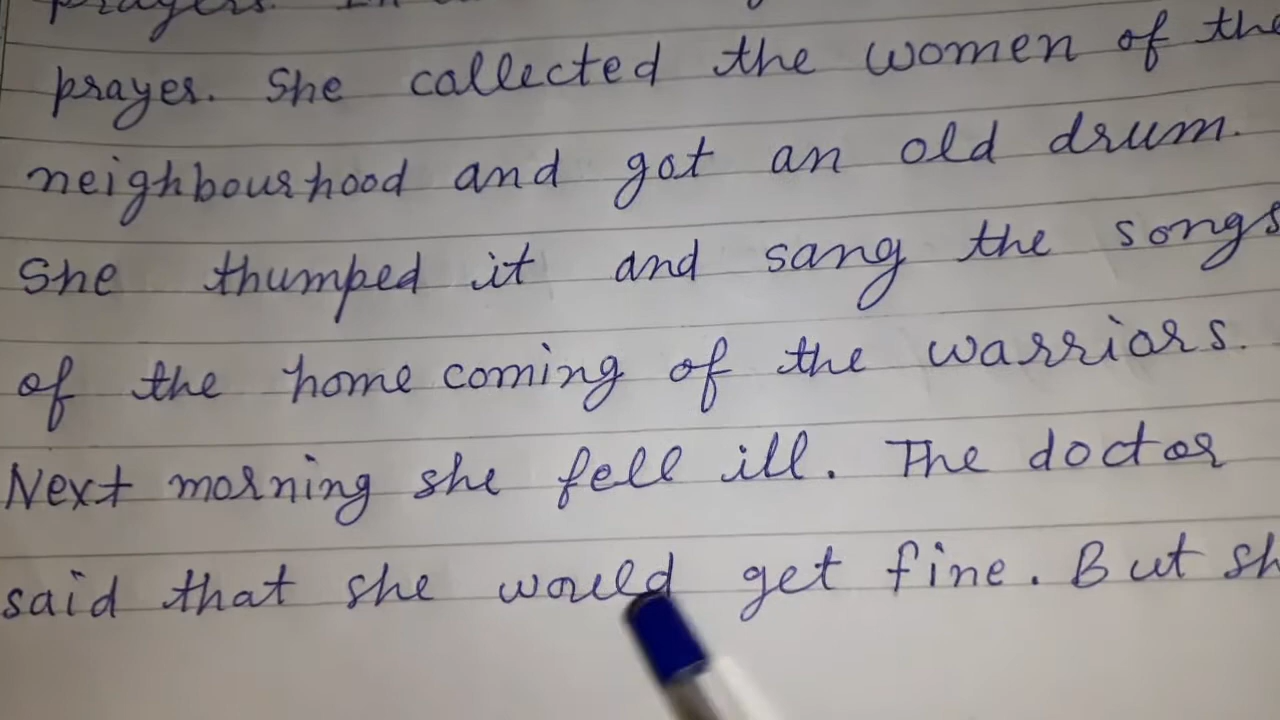 prayers. In
prayer. She collected the women of the
neighbourhood and got an old drum.
She thumped it and sang the songs
of the home coming of the warriors.
Next morning she fell ill. The doctor
said that she would get fine. But sh